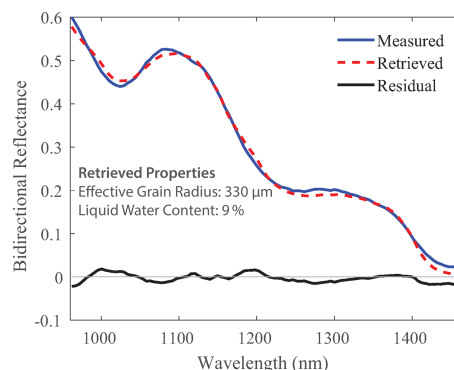 0.6
0.5
0.4
0.3
0.2
0.1
0
-0.1
Bidirectional Reflectance
Measured
Retrieved
Residual
Retrieved Properties
Effective Grain Radius: 330 μm
Liquid Water Content: 9 %
1000 1100 1200 1300 1400
Wavelength (nm)